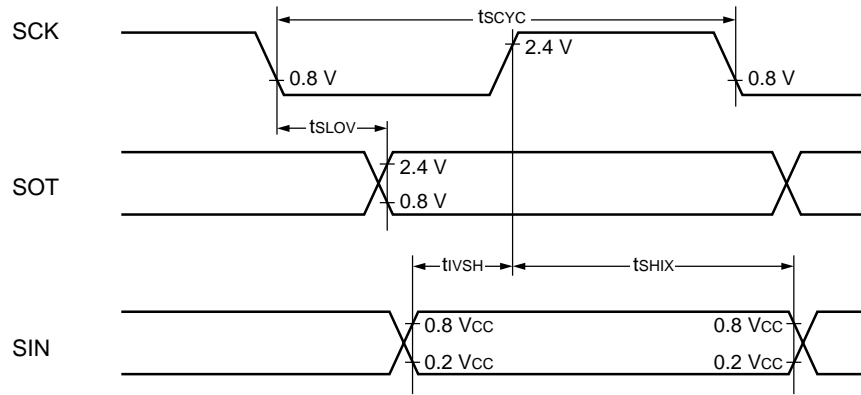 SCK
tSCYC
2.4 V
0.8 V
0.8 V
tSLOV
SOT
2.4 V
0.8 V
tIVSH
tSHIX
SIN
0.8 VCC
0.8 VCC
0.2 VCC
0.2 VCC